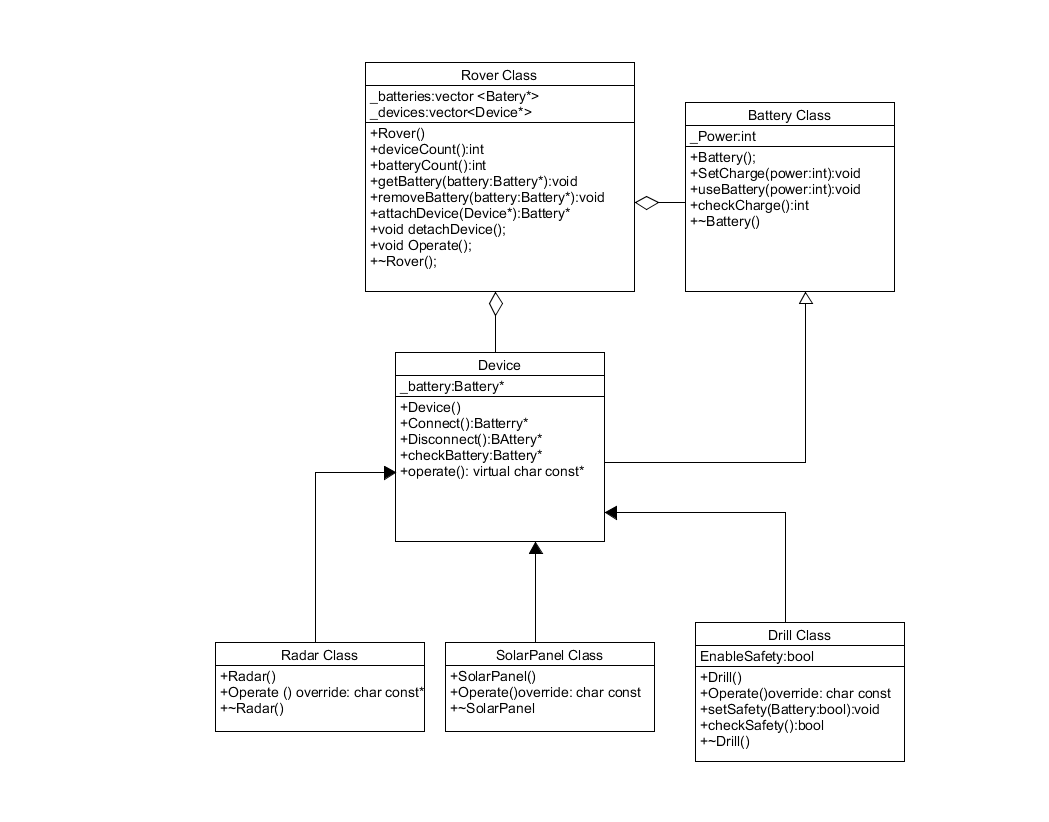 Rover Class
_batteries:vector <Batery*>
_devices:vector<Device*>
+Rover()
+deviceCount():int
+batteryCount():int
+getBattery(battery:Battery*):void
+removeBattery(battery:Battery*):void
+attachDevice(Device*):Battery*
+void detachDevice();
+void Operate();
+~Rover();
Battery Class
_Power:int
+Battery();
+SetCharge(power:int):void
+useBattery(power:int):void
+checkCharge():int
+~Battery()
Device
_battery:Battery*
+Device()
+Connect():Batterry*
+Disconnect():BAttery*
+checkBattery:Battery*
+operate(): virtual char const*
Radar Class
+Radar()
+Operate () override: char const*
+~Radar()
SolarPanel Class
+SolarPanel()
+Operate()override: char const
+~SolarPanel
Drill Class
EnableSafety:bool
+Drill()
+Operate()override: char const
+setSafety(Battery:bool):void
+checkSafety():bool
+~Drill()